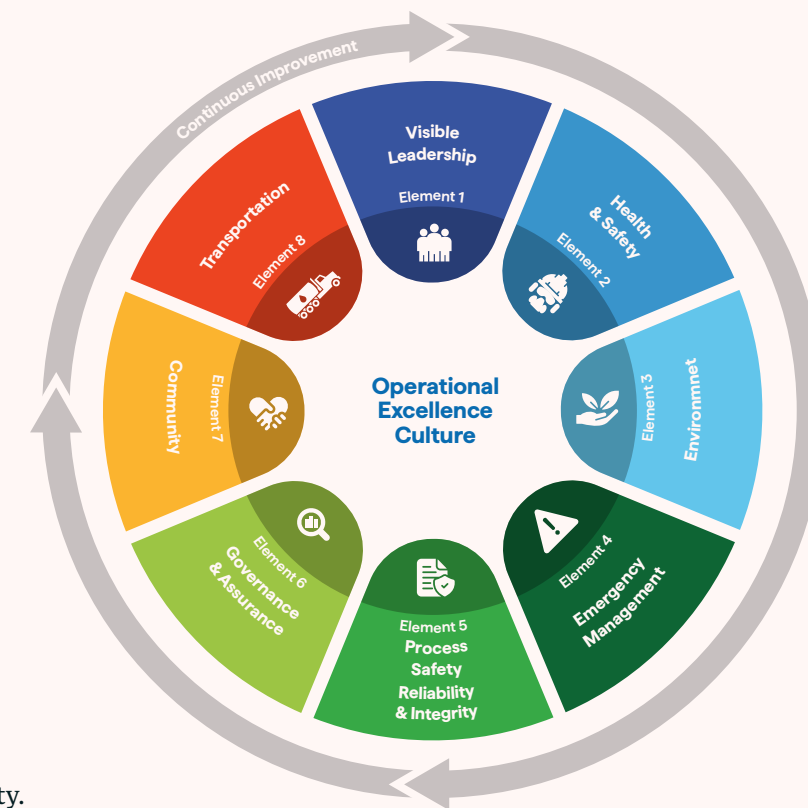 Continuous Improvement
Visible
Leadership
Element 1
Health
& Safety
Element 2
Environmnet
Element 3
Emergency
Management
Element 4
Element 5
Process
Safety
Reliability
& Integrity
Governance
& Assurance
Element 6
Community
Element 7
Transportation
Element 8
Operational
Excellence
Culture
ty.